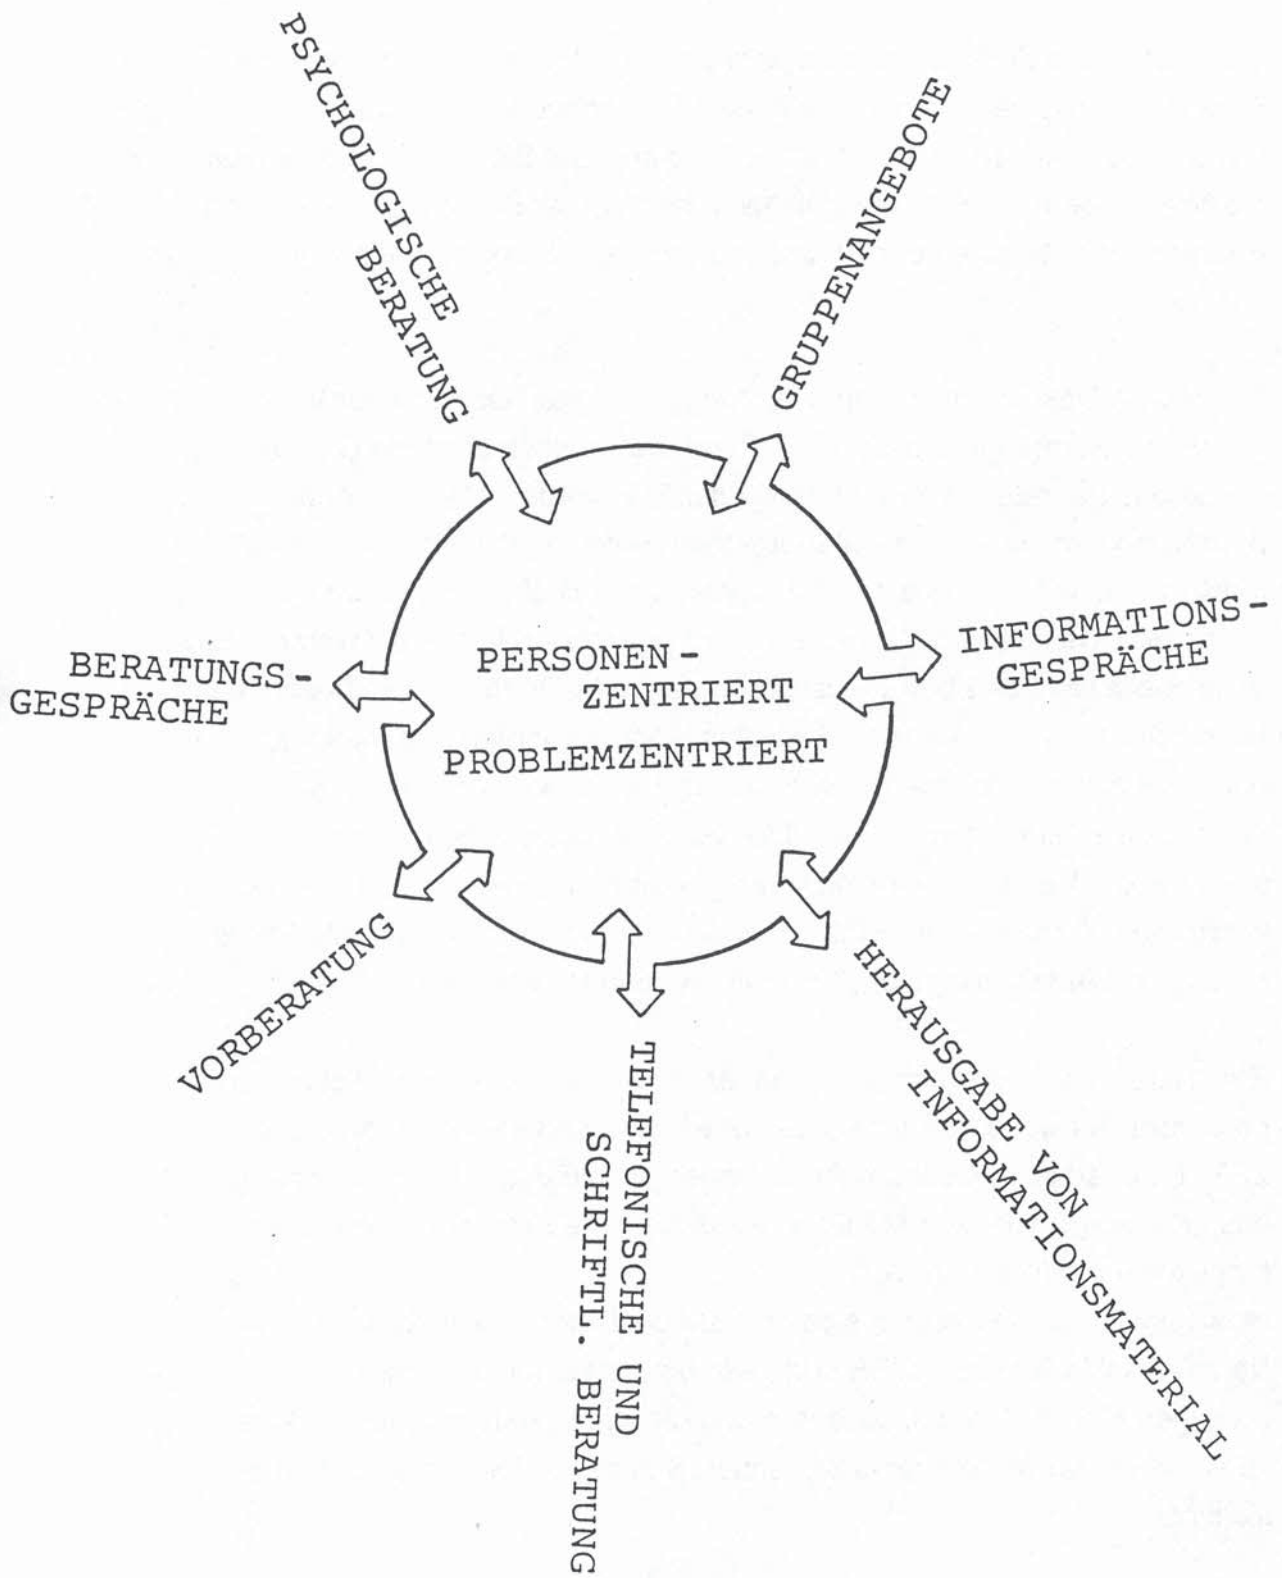 PSYCHOLOGISCHE
BERATUNG
GRUPPENANGEBOTE
INFORMATIONS-
GESPRÄCHE
BERATUNGS-
GESPRÄCHE
PERSONEN-
ZENTRIERT
PROBLEMZENTRIERT
VORBERATUNG
TELEFONISCHE UND
SCHRIFTL. BERATUNG
HERAUSGABE VON
INFORMATIONSMATERIAL